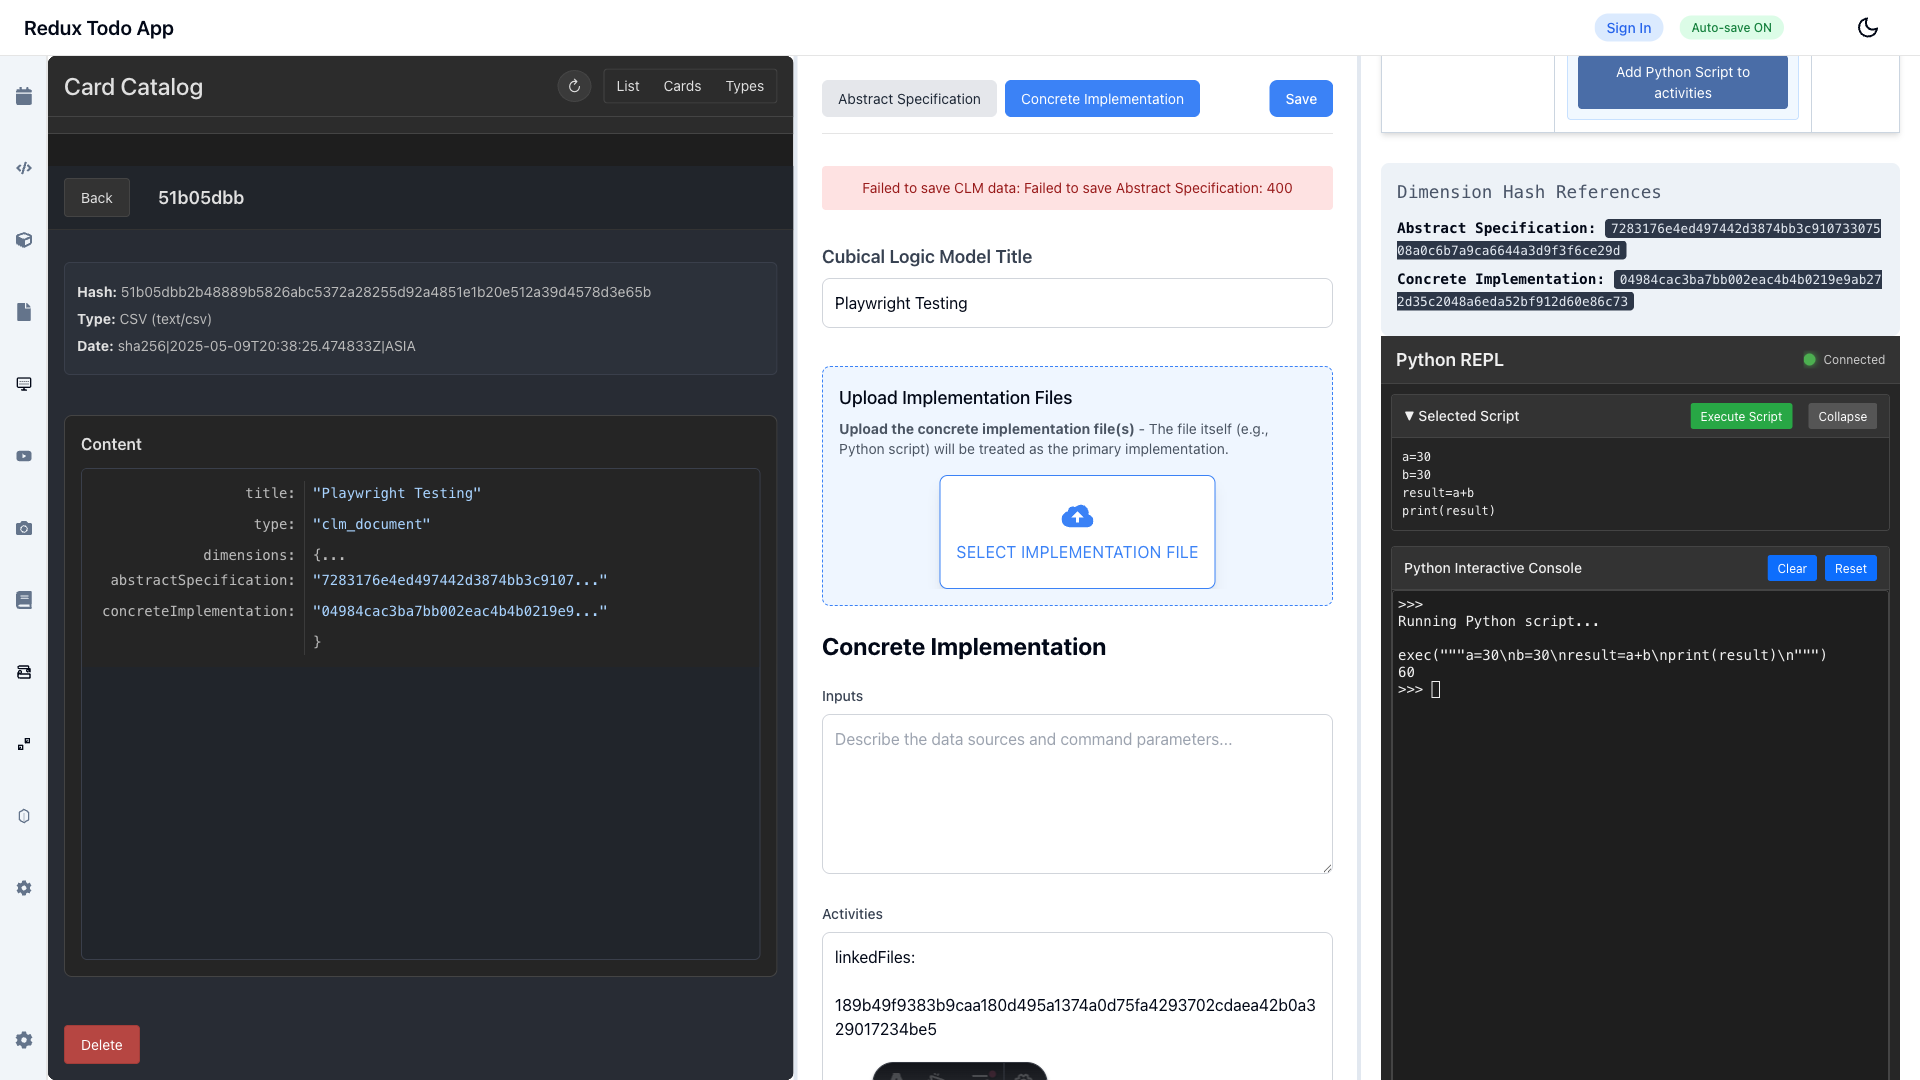 Redux Todo App
Sign In
Auto-save ON
Card Catalog
List
Cards
Types
Back
51b05dbb
Hash: 51b05dbb2b48889b5826abc5372a28255d92a4851e1b20e512a39d4578d3e65b
Type: CSV (text/csv)
Date: sha256|2025-05-09T20:38:25.474833Z|ASIA
Content
title: "Playwright Testing"
type: "clm_document"
dimensions: {...
abstractSpecification: "7283176e4ed497442d3874bb3c9107..."
concreteImplementation: "04984cac3ba7bb002eac4b4b0219e9..."
}
Delete
Abstract Specification
Concrete Implementation
Save
Failed to save CLM data: Failed to save Abstract Specification: 400
Cubical Logic Model Title
Playwright Testing
Upload Implementation Files
Upload the concrete implementation file(s) - The file itself (e.g.,
Python script) will be treated as the primary implementation.
SELECT IMPLEMENTATION FILE
Concrete Implementation
Inputs
Describe the data sources and command parameters...
Activities
linkedFiles:
189b49f9383b9caa180d495a1374a0d75fa4293702cdaea42b0a3
29017234be5
Add Python Script to
activities
Dimension Hash References
Abstract Specification: 7283176e4ed497442d3874bb3c910733075
08a0c6b7a9ca6644a3d9f3f6ce29d
Concrete Implementation: 04984cac3ba7bb002eac4b4b0219e9ab27
2d35c2048a6eda52bf912d60e86c73
Python REPL
Connected
▼ Selected Script
Execute Script
Collapse
a=30
b=30
result=a+b
print(result)
Python Interactive Console
Clear
Reset
>>>
Running Python script...
exec("""a=30\nb=30\nresult=a+b\nprint(result)\n""")
60
>>>